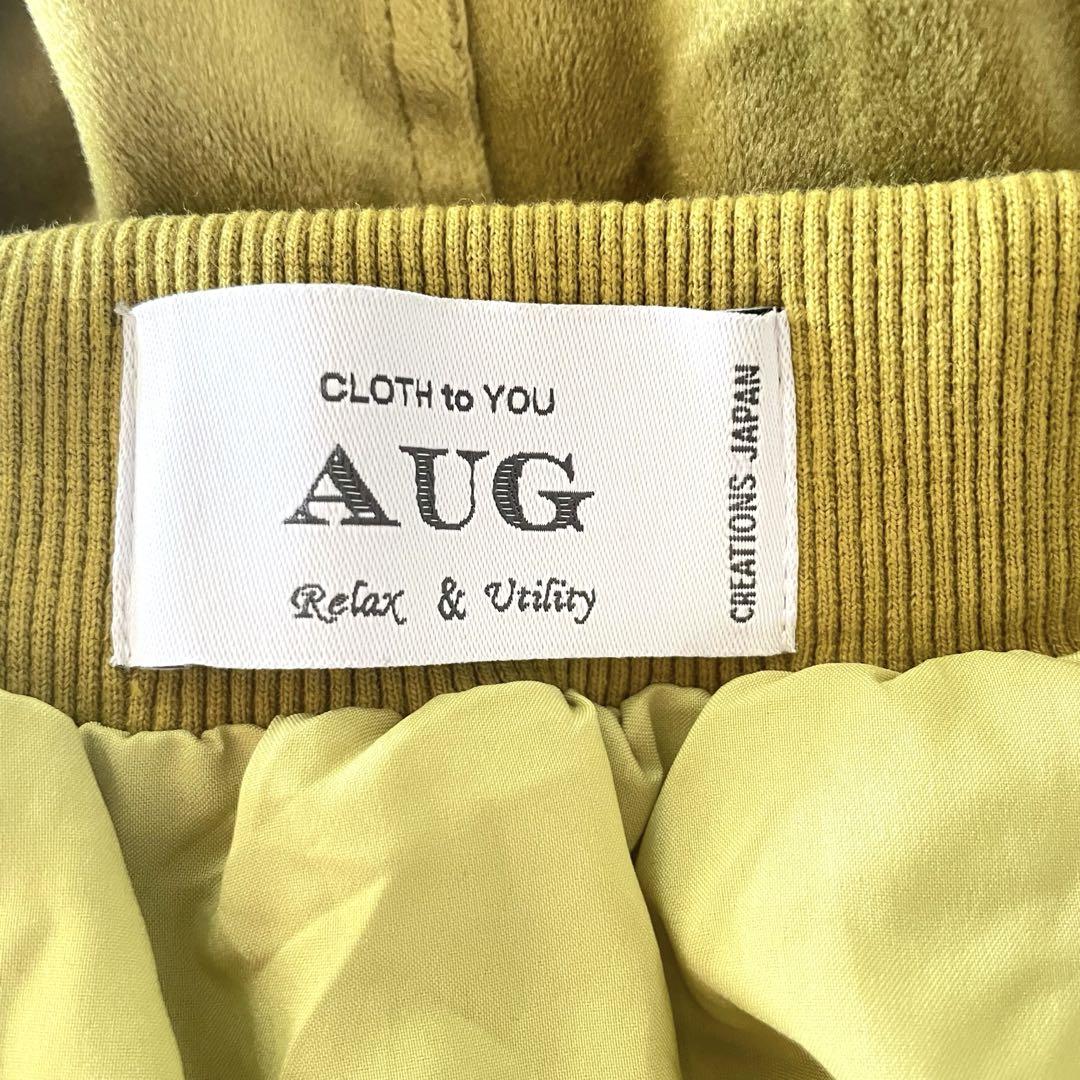 CLOTH to YOU
AUG
Relax & Utility
CREATIONS JAPAN